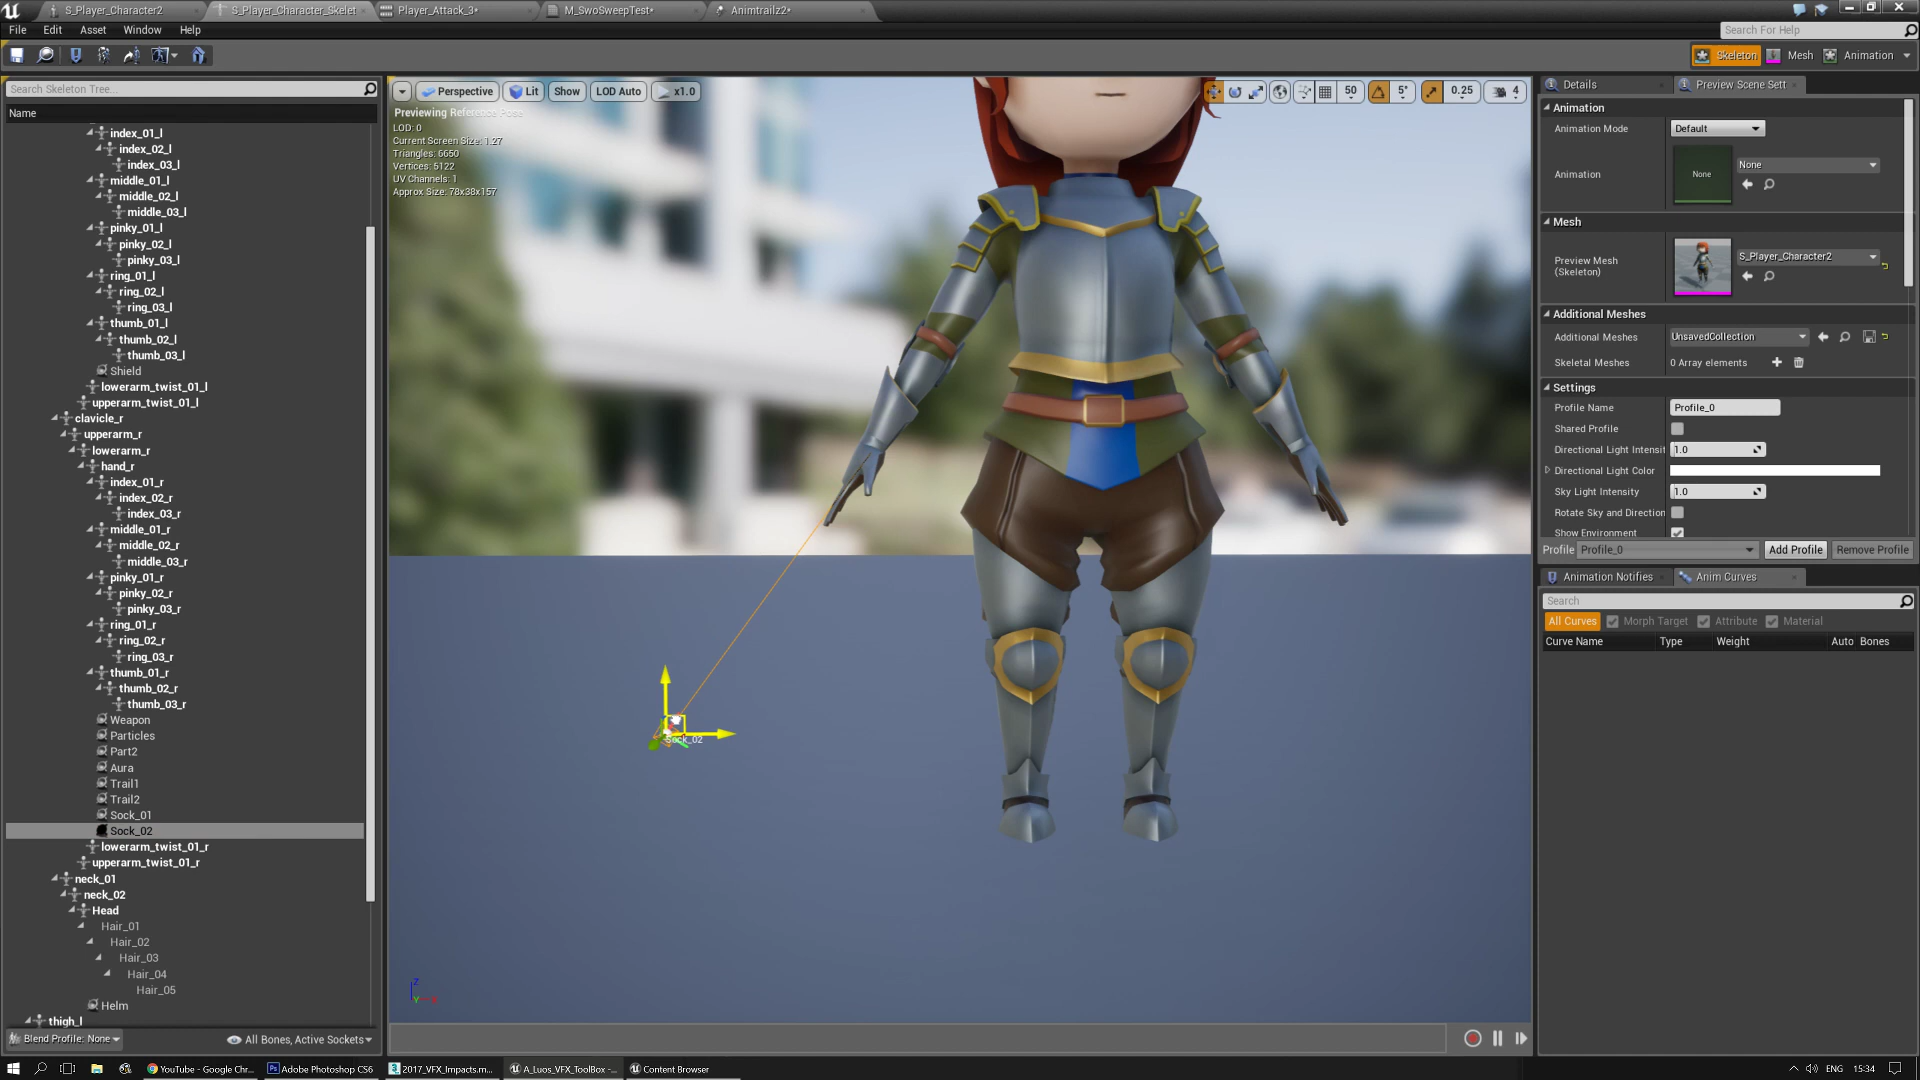 S_Player_Character2
S_Player_Character_Skelet
Player_Attack_3*
M_SwoSweepTest*
Animtrailz2*
File Edit Asset Window Help
Search For Help
Skeleton Mesh Animation
Search Skeleton Tree...
Name
index_01_l
index_02_l
index_03_l
middle_01_l
middle_02_l
middle_03_l
pinky_01_l
pinky_02_l
pinky_03_l
ring_01_l
ring_02_l
ring_03_l
thumb_01_l
thumb_02_l
thumb_03_l
Shield
lowerarm_twist_01_l
upperarm_twist_01_l
clavicle_r
upperarm_r
lowerarm_r
hand_r
index_01_r
index_02_r
index_03_r
middle_01_r
middle_02_r
middle_03_r
pinky_01_r
pinky_02_r
pinky_03_r
ring_01_r
ring_02_r
ring_03_r
thumb_01_r
thumb_02_r
thumb_03_r
Weapon
Particles
Part2
Aura
Trail1
Trail2
Sock_01
Sock_02
lowerarm_twist_01_r
upperarm_twist_01_r
neck_01
neck_02
Head
Hair_01
Hair_02
Hair_03
Hair_04
Hair_05
Helm
thigh_l
Blend Profile: None
All Bones, Active Sockets
Perspective Lit Show LOD Auto x1.0
50 5° 0.25 4
Previewing Reference Pose
LOD: 0
Current Screen Size: 1.27
Triangles: 6650
Vertices: 5122
UV Channels: 1
Approx Size: 78x38x157
Sock_02
Z
Y
Details
Preview Scene Sett
Animation
Animation Mode Default
Animation None None
Mesh
Preview Mesh
(Skeleton)
S_Player_Character2
Additional Meshes
Additional Meshes UnsavedCollection
Skeletal Meshes 0 Array elements
Settings
Profile Name Profile_0
Shared Profile
Directional Light Intensit 1.0
Directional Light Color
Sky Light Intensity 1.0
Rotate Sky and Direction
Show Environment
Profile Profile_0 Add Profile Remove Profile
Animation Notifies Anim Curves
Search
All Curves Morph Target Attribute Material
Curve Name Type Weight Auto Bones
YouTube - Google Chr...
Adobe Photoshop CS6
2017_VFX_Impacts.m...
A_Luos_VFX_ToolBox -...
Content Browser
ENG 15:34